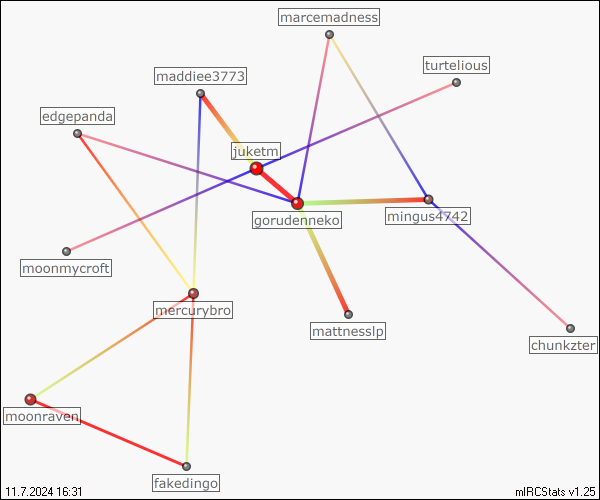 marcemadness
turtelious
maddiee3773
edgepanda
juketm
gorudenneko
mingus4742
moonmycroft
mercurybro
mattnesslp
chunkzter
moonraven
fakedingo
11.7.2024 16:31
mIRCStats v1.25